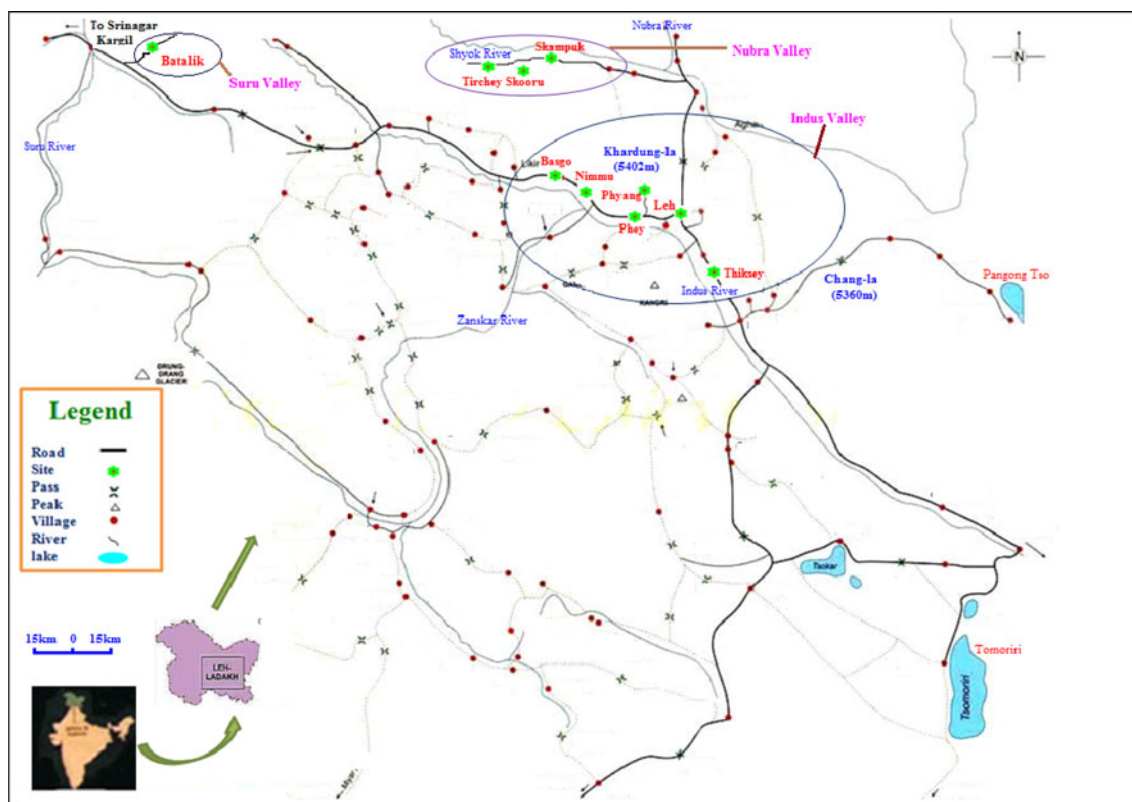 To Srinagar
Kargil
Batalik
Suru Valley
Suru River
Nubra River
Shyok River
Skampuk
Tirchey Skooru
Nubra Valley
Indus Valley
Khardung-la
(5402m)
Likir
Basgo
Nimmu
Phyang
Leh
Phey
Thiksey
Indus River
KANGRI
Zanskar River
Chang-la
(5360m)
Pangong Tso
DRUNG-
DRANG
GLACIER
N
Legend
Road
Site
Pass
Peak
Village
River
lake
15km 0 15km
LEH-
LADAKH
Tsokar
Tomorisi
Tsomoriri